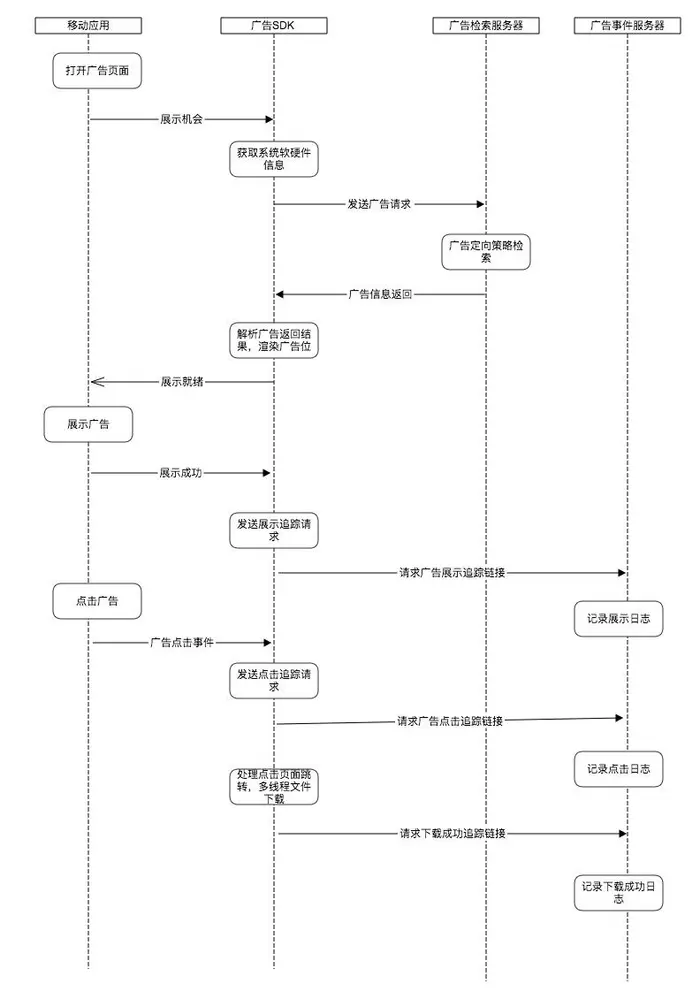 移动应用
广告SDK
广告检索服务器
广告事件服务器
打开广告页面
展示机会
获取系统软硬件
信息
发送广告请求
广告定向策略检
索
广告信息返回
解析广告返回结
果，渲染广告位
展示就绪
展示广告
展示成功
发送展示追踪请
求
请求广告展示追踪链接
点击广告
记录展示日志
广告点击事件
发送点击追踪请
求
请求广告点击追踪链接
记录点击日志
处理点击页面跳
转，多线程文件
下载
请求下载成功追踪链接
记录下载成功日
志